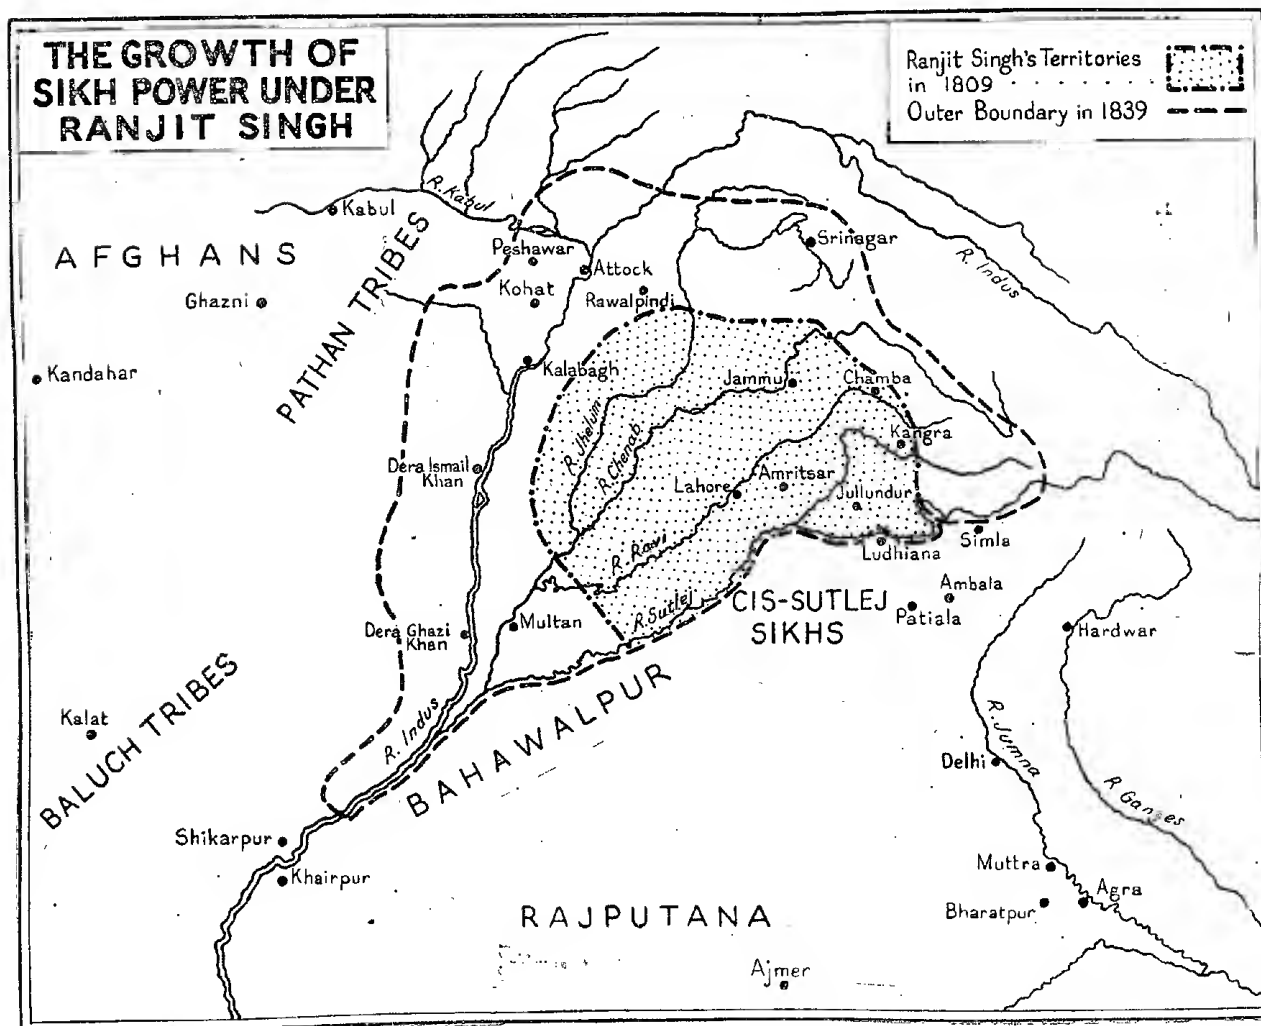 THE GROWTH OF
SIKH POWER UNDER
RANJIT SINGH
Ranjit Singh's Territories
in 1809
Outer Boundary in 1839
R. Kabul
Kabul
AFGHANS
PATHAN TRIBES
Peshawar
Attock
Srinagar
R. Indus
Ghazni
Kohat
Rawalpindi
Kandahar
Kalabagh
Jammu
Chamba
R. Jhelum
R. Chenab
Kangra
Dera Ismail
Khan
Lahore
Amritsar
Jullundur
R. Ravi
Ludhiana
Simla
R. Sutlej
CIS-SUTLEJ
SIKHS
Ambala
Patiala
Hardwar
Dera Ghazi
Khan
Multan
BALUCH TRIBES
Kalat
R. Indus
BAHAWALPUR
R. Jumna
Delhi
R. Ganges
Shikarpur
Khairpur
Muttra
Agra
Bharatpur
RAJPUTANA
Ajmer